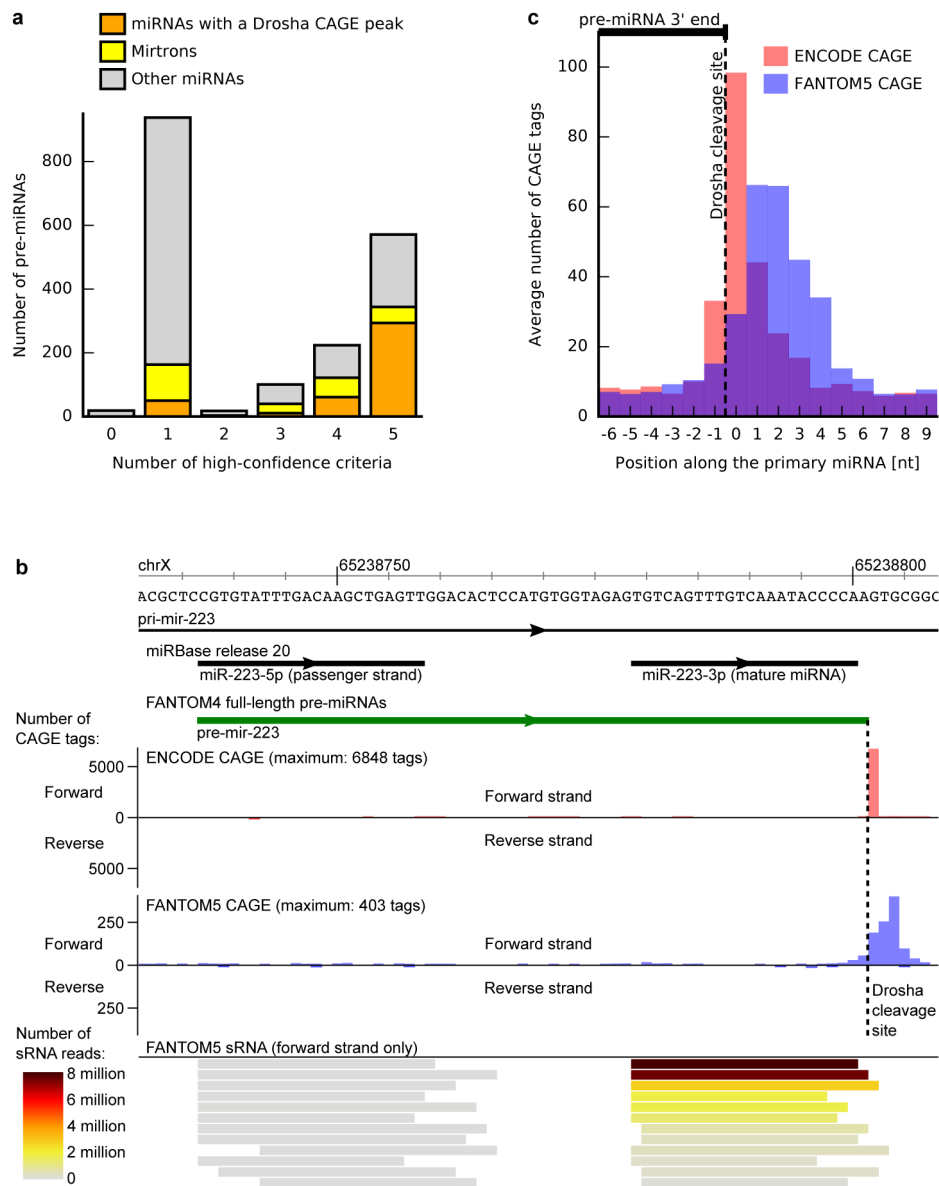 a
miRNAs with a Drosha CAGE peak
Mirtrons
Other miRNAs
Number of pre-miRNAs
800
600
400
200
0
0 1 2 3 4 5
Number of high-confidence criteria
c
pre-miRNA 3' end
Drosha cleavage site
ENCODE CAGE
FANTOM5 CAGE
Average number of CAGE tags
100
80
60
40
20
0
-6 -5 -4 -3 -2 -1 0 1 2 3 4 5 6 7 8 9
Position along the primary miRNA [nt]
b
chrX
65238750
65238800
ACGCTCCGTGTATTTGACAAGCTGAGTTGGACACTCCATGTGGTAGAGTGTCAGTTTGTCAAATACCCCAAGTGCGGC
pri-mir-223
miRBase release 20
miR-223-5p (passenger strand)
miR-223-3p (mature miRNA)
FANTOM4 full-length pre-miRNAs
pre-mir-223
Number of
CAGE tags:
ENCODE CAGE (maximum: 6848 tags)
5000
Forward
Forward strand
0
Reverse
Reverse strand
5000
FANTOM5 CAGE (maximum: 403 tags)
250
Forward
Forward strand
0
Reverse
Reverse strand
250
Drosha
cleavage
site
Number of
sRNA reads:
FANTOM5 sRNA (forward strand only)
8 million
6 million
4 million
2 million
0